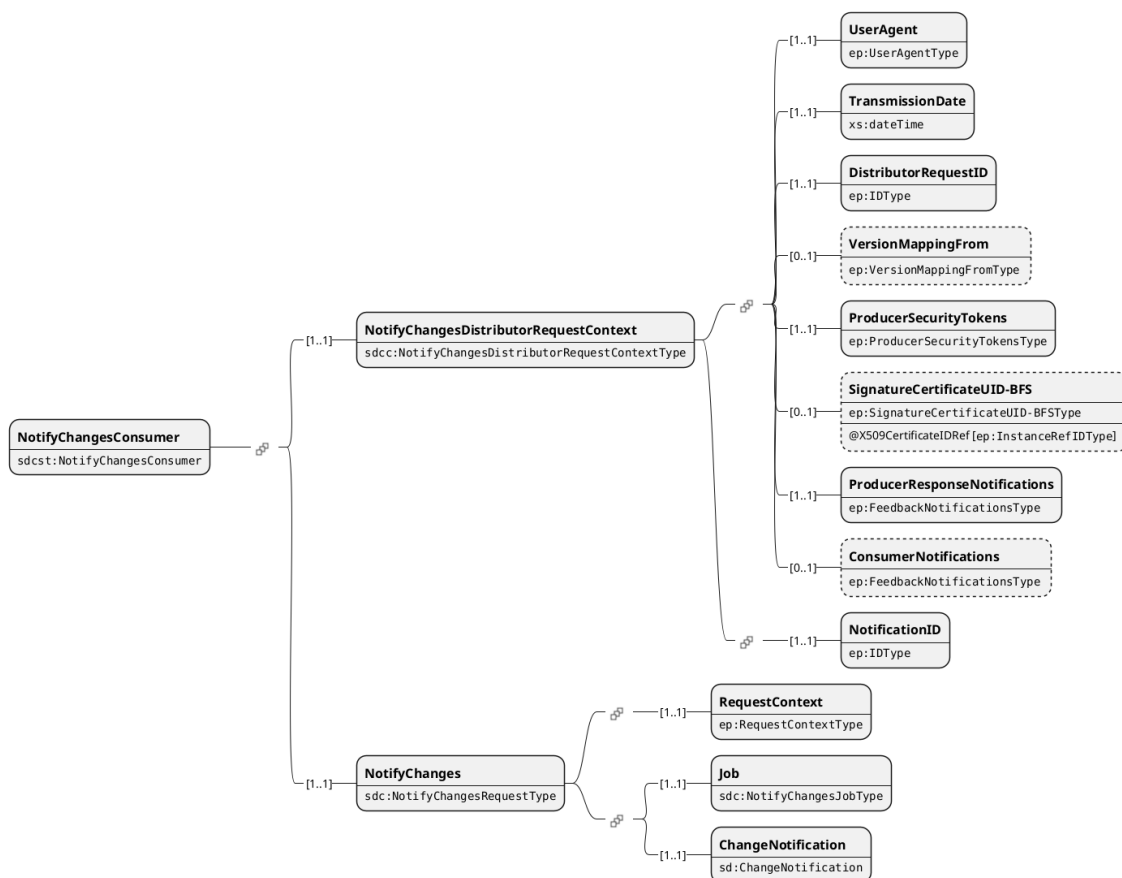 [1..1]
UserAgent
ep:UserAgentType
[1..1]
TransmissionDate
xs:dateTime
[1..1]
DistributorRequestID
ep:IDType
[0..1]
VersionMappingFrom
ep:VersionMappingFromType
[1..1]
ProducerSecurityTokens
ep:ProducerSecurityTokensType
[0..1]
SignatureCertificateUID-BFS
ep:SignatureCertificateUID-BFSType
@X509CertificateIDRef [ep:InstanceRefIDType]
[1..1]
ProducerResponseNotifications
ep:FeedbackNotificationsType
[0..1]
ConsumerNotifications
ep:FeedbackNotificationsType
[1..1]
NotificationID
ep:IDType
[1..1]
NotifyChangesDistributorRequestContext
sdcc:NotifyChangesDistributorRequestContextType
NotifyChangesConsumer
sdcst:NotifyChangesConsumer
[1..1]
NotifyChanges
sdc:NotifyChangesRequestType
[1..1]
RequestContext
ep:RequestContextType
[1..1]
Job
sdc:NotifyChangesJobType
[1..1]
ChangeNotification
sd:ChangeNotification